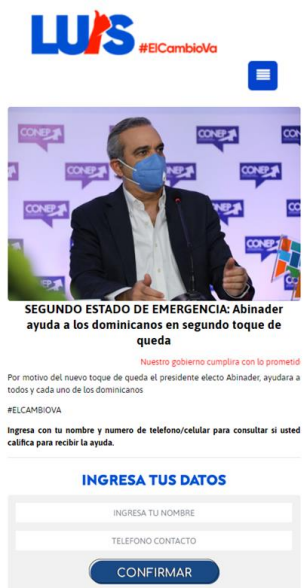 LUIS #ElCambioVa
CONEP CONEP
CONEP CONEP
CONEP CONEP
CONEP
SEGUNDO ESTADO DE EMERGENCIA: Abinader
ayuda a los dominicanos en segundo toque de
queda
Nuestro gobierno cumplira con lo prometid
Por motivo del nuevo toque de queda el presidente electo Abinader, ayudara a
todos y cada uno de los dominicanos
#ELCAMBIOVA
Ingresa con tu nombre y numero de telefono/celular para consultar si usted
califica para recibir la ayuda.
INGRESA TUS DATOS
INGRESA TU NOMBRE
TELEFONO CONTACTO
CONFIRMAR